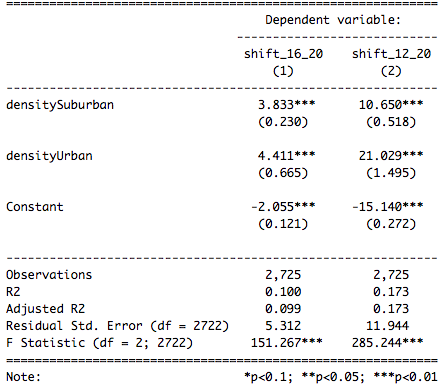 Dependent variable:
shift_16_20 shift_12_20
(1) (2)
densitySuburban 3.833*** 10.650***
(0.230) (0.518)
densityUrban 4.411*** 21.029***
(0.665) (1.495)
Constant -2.055*** -15.140***
(0.121) (0.272)
Observations 2,725 2,725
R2 0.100 0.173
Adjusted R2 0.099 0.173
Residual Std. Error (df = 2722) 5.312 11.944
F Statistic (df = 2; 2722) 151.267*** 285.244***
Note: *p<0.1; **p<0.05; ***p<0.01